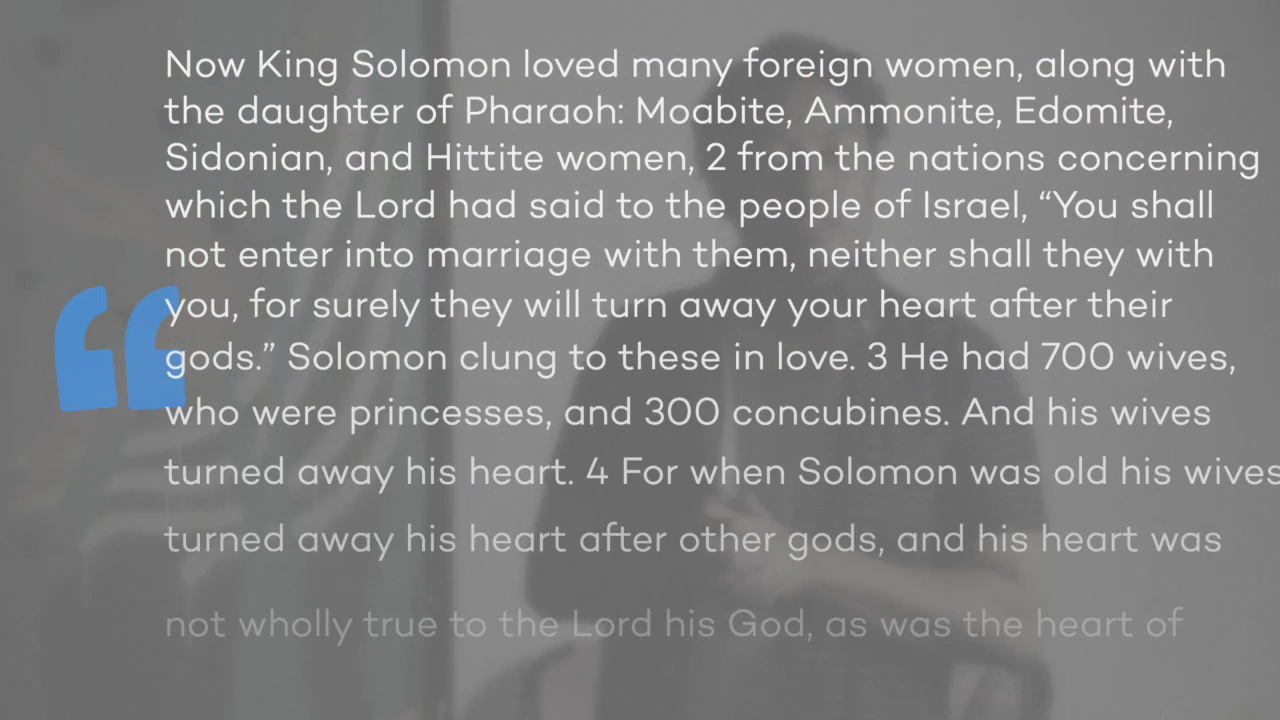 Now King Solomon loved many foreign women, along with
the daughter of Pharaoh: Moabite, Ammonite, Edomite,
Sidonian, and Hittite women, 2 from the nations concerning
which the Lord had said to the people of Israel, “You shall
not enter into marriage with them, neither shall they with
you, for surely they will turn away your heart after their
gods.” Solomon clung to these in love. 3 He had 700 wives,
who were princesses, and 300 concubines. And his wives
turned away his heart. 4 For when Solomon was old his wives
turned away his heart after other gods, and his heart was
not wholly true to the Lord his God, as was the heart of